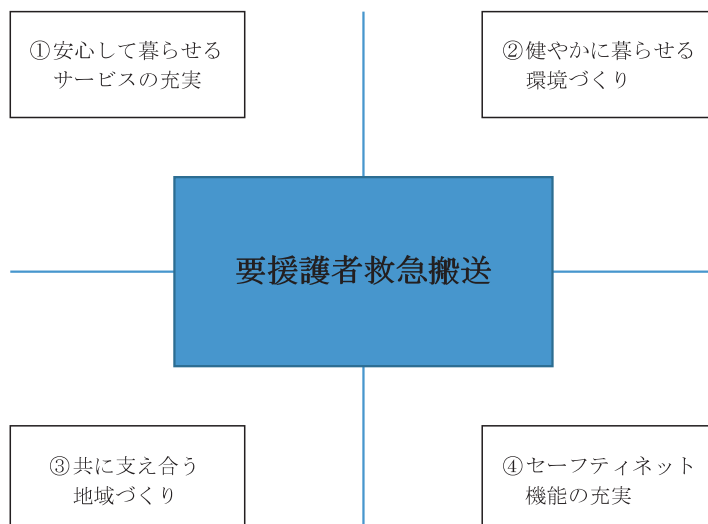 ①安心して暮らせる
サービスの充実
②健やかに暮らせる
環境づくり
要援護者救急搬送
③共に支え合う
地域づくり
④セーフティネット
機能の充実